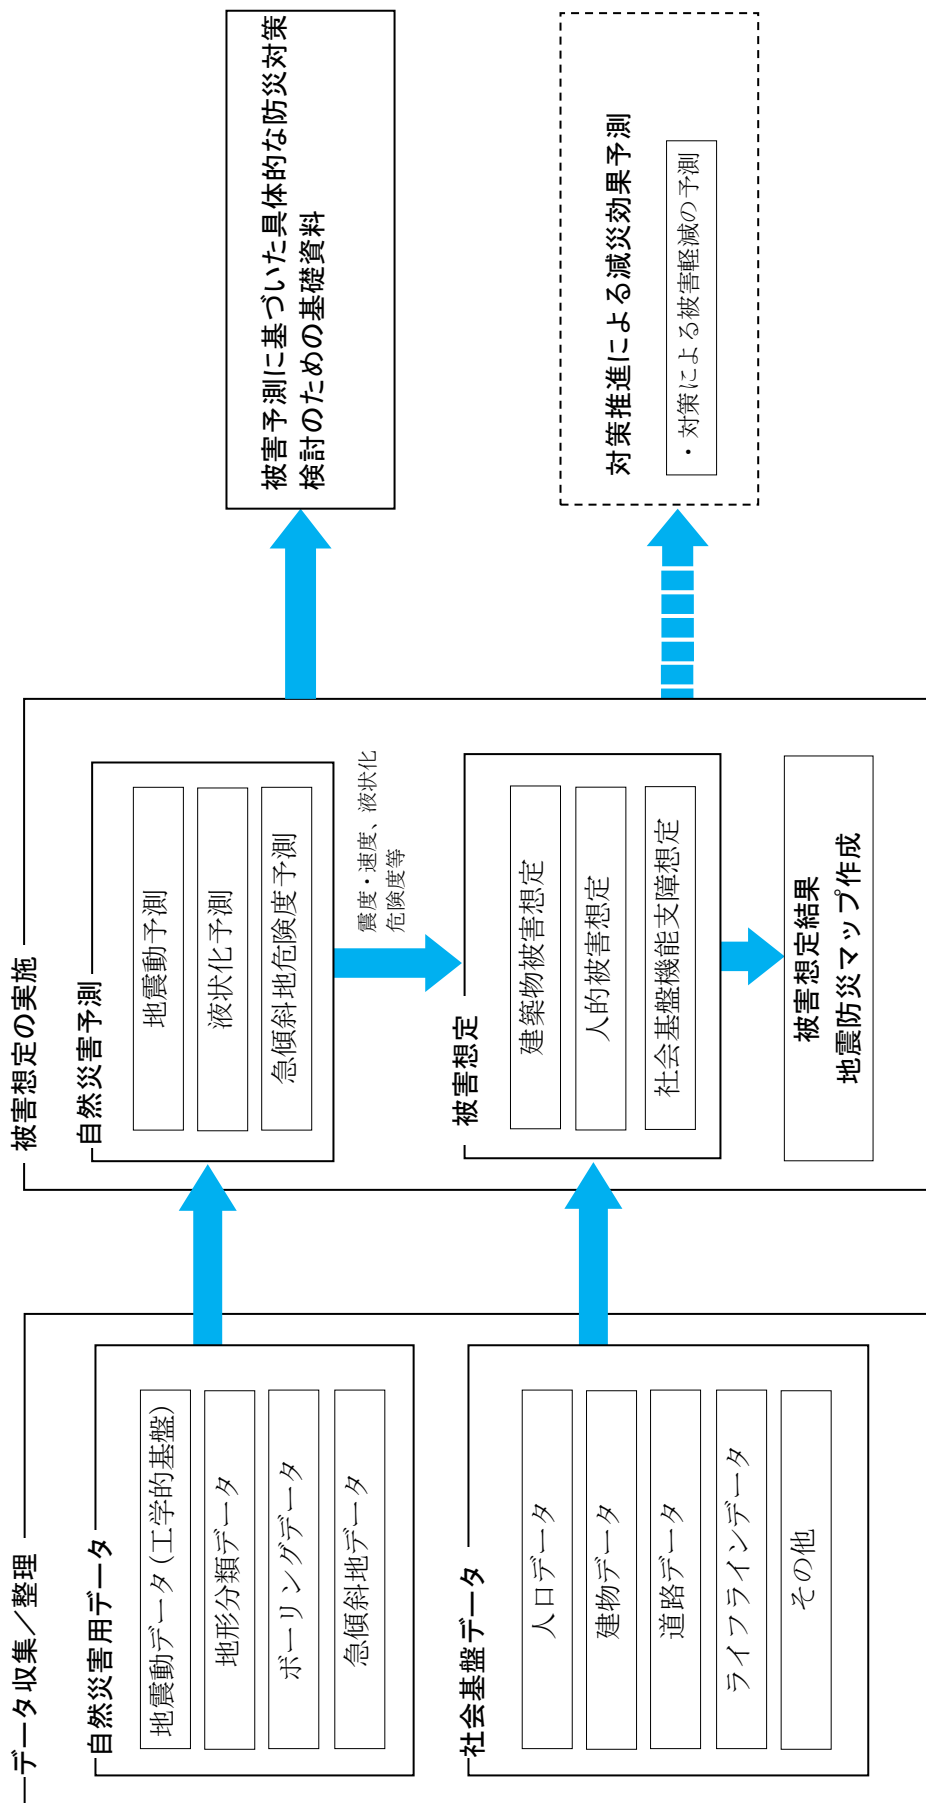 データ収集／整理
自然災害用データ
地震動データ（工学的基盤）
地形分類データ
ボーリングデータ
急傾斜地データ
社会基盤データ
人口データ
建物データ
道路データ
ライフラインデータ
その他
被害想定の実施
自然災害予測
地震動予測
液状化予測
急傾斜地危険度予測
震度・速度、液状化
危険度等
被害想定
建築物被害想定
人的被害想定
社会基盤機能支障想定
被害想定結果
地震防災マップ作成
被害予測に基づいた具体的な防災対策
検討のための基礎資料
対策推進による減災効果予測
・対策による被害軽減の予測